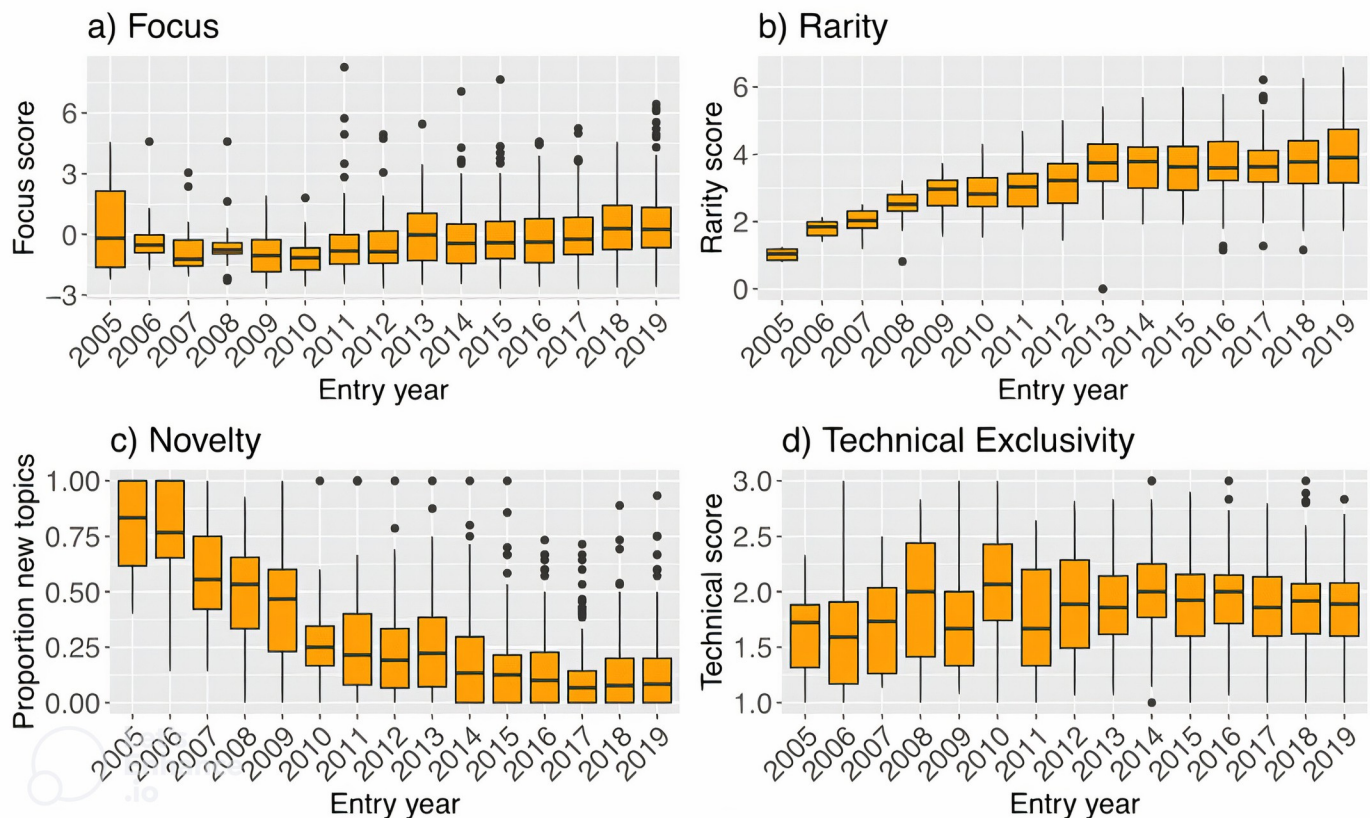 a) Focus
Focus score
6
3
0
−3
2005 2006 2007 2008 2009 2010 2011 2012 2013 2014 2015 2016 2017 2018 2019
Entry year
b) Rarity
Rarity score
6
4
2
0
2005 2006 2007 2008 2009 2010 2011 2012 2013 2014 2015 2016 2017 2018 2019
Entry year
c) Novelty
Proportion new topics
1.00
0.75
0.50
0.25
0.00
2005 2006 2007 2008 2009 2010 2011 2012 2013 2014 2015 2016 2017 2018 2019
Entry year
d) Technical Exclusivity
Technical score
3.0
2.5
2.0
1.5
1.0
2005 2006 2007 2008 2009 2010 2011 2012 2013 2014 2015 2016 2017 2018 2019
Entry year
.io